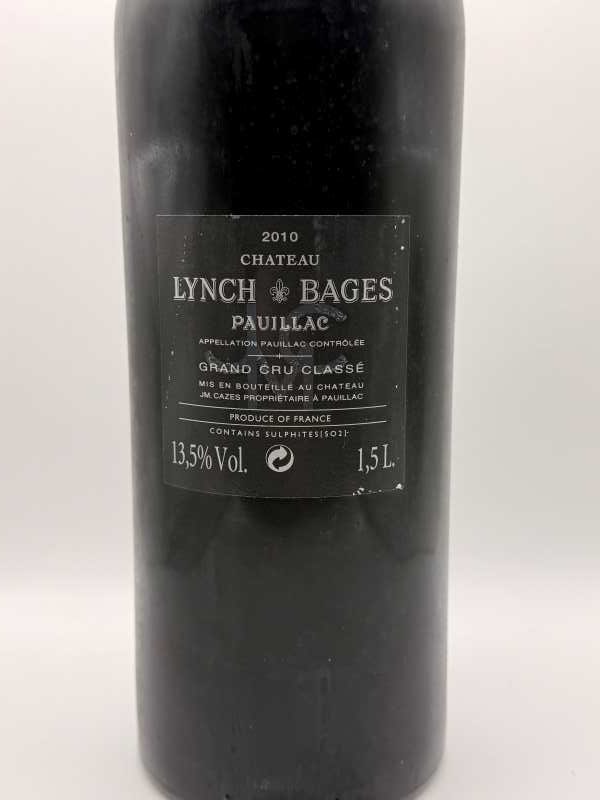 2010
CHATEAU
LYNCH BAGES
PAUILLAC
APPELLATION PAUILLAC CONTRÔLÉE
GRAND CRU CLASSÉ
MIS EN BOUTEILLE AU CHATEAU
JM. CAZES PROPRIÉTAIRE À PAUILLAC
PRODUCE OF FRANCE
CONTAINS SULPHITES[SO2]-
13,5% Vol. 1,5 L.